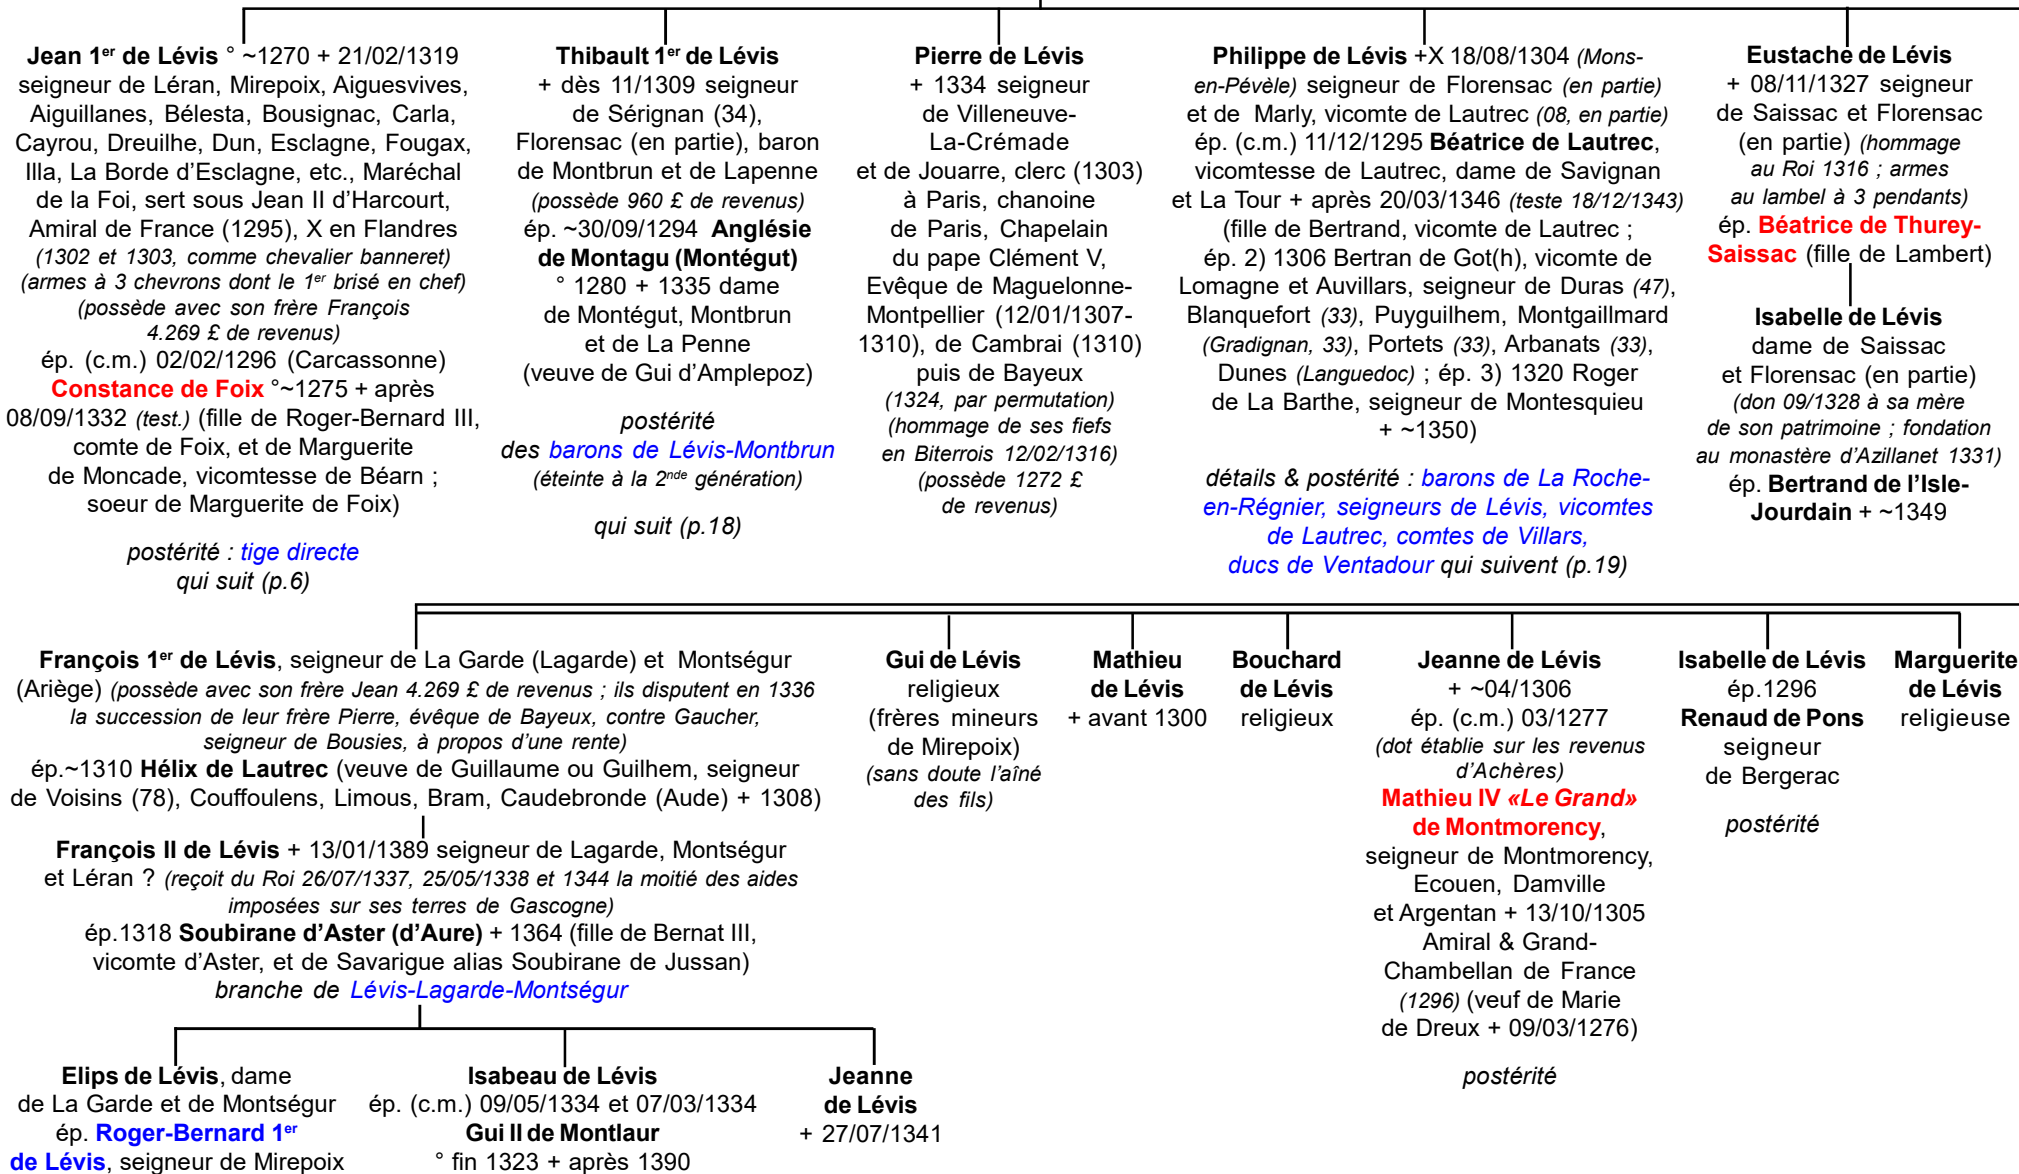 Jean 1er de Lévis ° ~1270 + 21/02/1319
seigneur de Léran, Mirepoix, Aiguesvives,
Aiguillanes, Bélesta, Bousignac, Carla,
Cayrou, Dreuilhe, Dun, Esclagne, Fougax,
Illa, La Borde d’Esclagne, etc., Maréchal
de la Foi, sert sous Jean II d’Harcourt,
Amiral de France (1295), X en Flandres
(1302 et 1303, comme chevalier banneret)
(armes à 3 chevrons dont le 1er brisé en chef)
(possède avec son frère François
4.269 £ de revenus)
ép. (c.m.) 02/02/1296 (Carcassonne)
Constance de Foix °~1275 + après
08/09/1332 (test.) (fille de Roger-Bernard III,
comte de Foix, et de Marguerite
de Moncade, vicomtesse de Béarn ;
soeur de Marguerite de Foix)
postérité : tige directe
qui suit (p.6)
Thibault 1er de Lévis
+ dès 11/1309 seigneur
de Sérignan (34),
Florensac (en partie), baron
de Montbrun et de Lapenne
(possède 960 £ de revenus)
ép. ~30/09/1294 Anglésie
de Montagu (Montégut)
° 1280 + 1335 dame
de Montégut, Montbrun
et de La Penne
(veuve de Gui d’Amplepoz)
postérité
des barons de Lévis-Montbrun
(éteinte à la 2nde génération)
qui suit (p.18)
Pierre de Lévis
+ 1334 seigneur
de Villeneuve-
La-Crémade
et de Jouarre, clerc (1303)
à Paris, chanoine
de Paris, Chapelain
du pape Clément V,
Evêque de Maguelonne-
Montpellier (12/01/1307-
1310), de Cambrai (1310)
puis de Bayeux
(1324, par permutation)
(hommage de ses fiefs
en Biterrois 12/02/1316)
(possède 1272 £
de revenus)
Philippe de Lévis +X 18/08/1304 (Mons-
en-Pévèle) seigneur de Florensac (en partie)
et de Marly, vicomte de Lautrec (08, en partie)
ép. (c.m.) 11/12/1295 Béatrice de Lautrec,
vicomtesse de Lautrec, dame de Savignan
et La Tour + après 20/03/1346 (teste 18/12/1343)
(fille de Bertrand, vicomte de Lautrec ;
ép. 2) 1306 Bertran de Got(h), vicomte de
Lomagne et Auvillars, seigneur de Duras (47),
Blanquefort (33), Puyguilhem, Montgaillmard
(Gradignan, 33), Portets (33), Arbanats (33),
Dunes (Languedoc) ; ép. 3) 1320 Roger
de La Barthe, seigneur de Montesquieu
+ ~1350)
détails & postérité : barons de La Roche-
en-Régnier, seigneurs de Lévis, vicomtes
de Lautrec, comtes de Villars,
ducs de Ventadour qui suivent (p.19)
Eustache de Lévis
+ 08/11/1327 seigneur
de Saissac et Florensac
(en partie) (hommage
au Roi 1316 ; armes
au lambel à 3 pendants)
ép. Béatrice de Thurey-
Saissac (fille de Lambert)
Isabelle de Lévis
dame de Saissac
et Florensac (en partie)
(don 09/1328 à sa mère
de son patrimoine ; fondation
au monastère d’Azillanet 1331)
ép. Bertrand de l’Isle-
Jourdain + ~1349
François 1er de Lévis, seigneur de La Garde (Lagarde) et Montségur
(Ariège) (possède avec son frère Jean 4.269 £ de revenus ; ils disputent en 1336
la succession de leur frère Pierre, évêque de Bayeux, contre Gaucher,
seigneur de Bousies, à propos d’une rente)
ép.~1310 Hélix de Lautrec (veuve de Guillaume ou Guilhem, seigneur
de Voisins (78), Couffoulens, Limous, Bram, Caudebronde (Aude) + 1308)
François II de Lévis + 13/01/1389 seigneur de Lagarde, Montségur
et Léran ? (reçoit du Roi 26/07/1337, 25/05/1338 et 1344 la moitié des aides
imposées sur ses terres de Gascogne)
ép.1318 Soubirane d’Aster (d’Aure) + 1364 (fille de Bernat III,
vicomte d’Aster, et de Savarigue alias Soubirane de Jussan)
branche de Lévis-Lagarde-Montségur
Gui de Lévis
religieux
(frères mineurs
de Mirepoix)
(sans doute l’aîné
des fils)
Mathieu
de Lévis
+ avant 1300
Bouchard
de Lévis
religieux
Jeanne de Lévis
+ ~04/1306
ép. (c.m.) 03/1277
(dot établie sur les revenus
d’Achères)
Mathieu IV «Le Grand»
de Montmorency,
seigneur de Montmorency,
Ecouen, Damville
et Argentan + 13/10/1305
Amiral & Grand-
Chambellan de France
(1296) (veuf de Marie
de Dreux + 09/03/1276)
postérité
Isabelle de Lévis
ép.1296
Renaud de Pons
seigneur
de Bergerac
postérité
Marguerite
de Lévis
religieuse
Elips de Lévis, dame
de La Garde et de Montségur
ép. Roger-Bernard 1er
de Lévis, seigneur de Mirepoix
Isabeau de Lévis
ép. (c.m.) 09/05/1334 et 07/03/1334
Gui II de Montlaur
° fin 1323 + après 1390
Jeanne
de Lévis
+ 27/07/1341